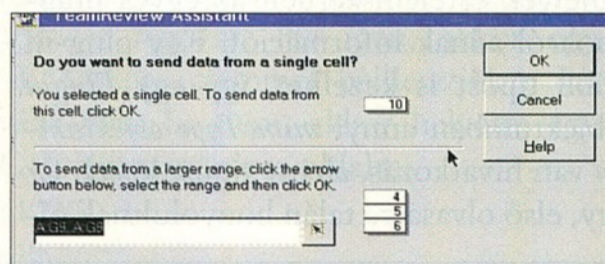 TeamReview Assistant
Do you want to send data from a single cell?
OK
You selected a single cell. To send data from
this cell, click OK.
10
Cancel
Help
To send data from a larger range, click the arrow
button below, select the range and then click OK.
4
5
6
A:G9..A:G9